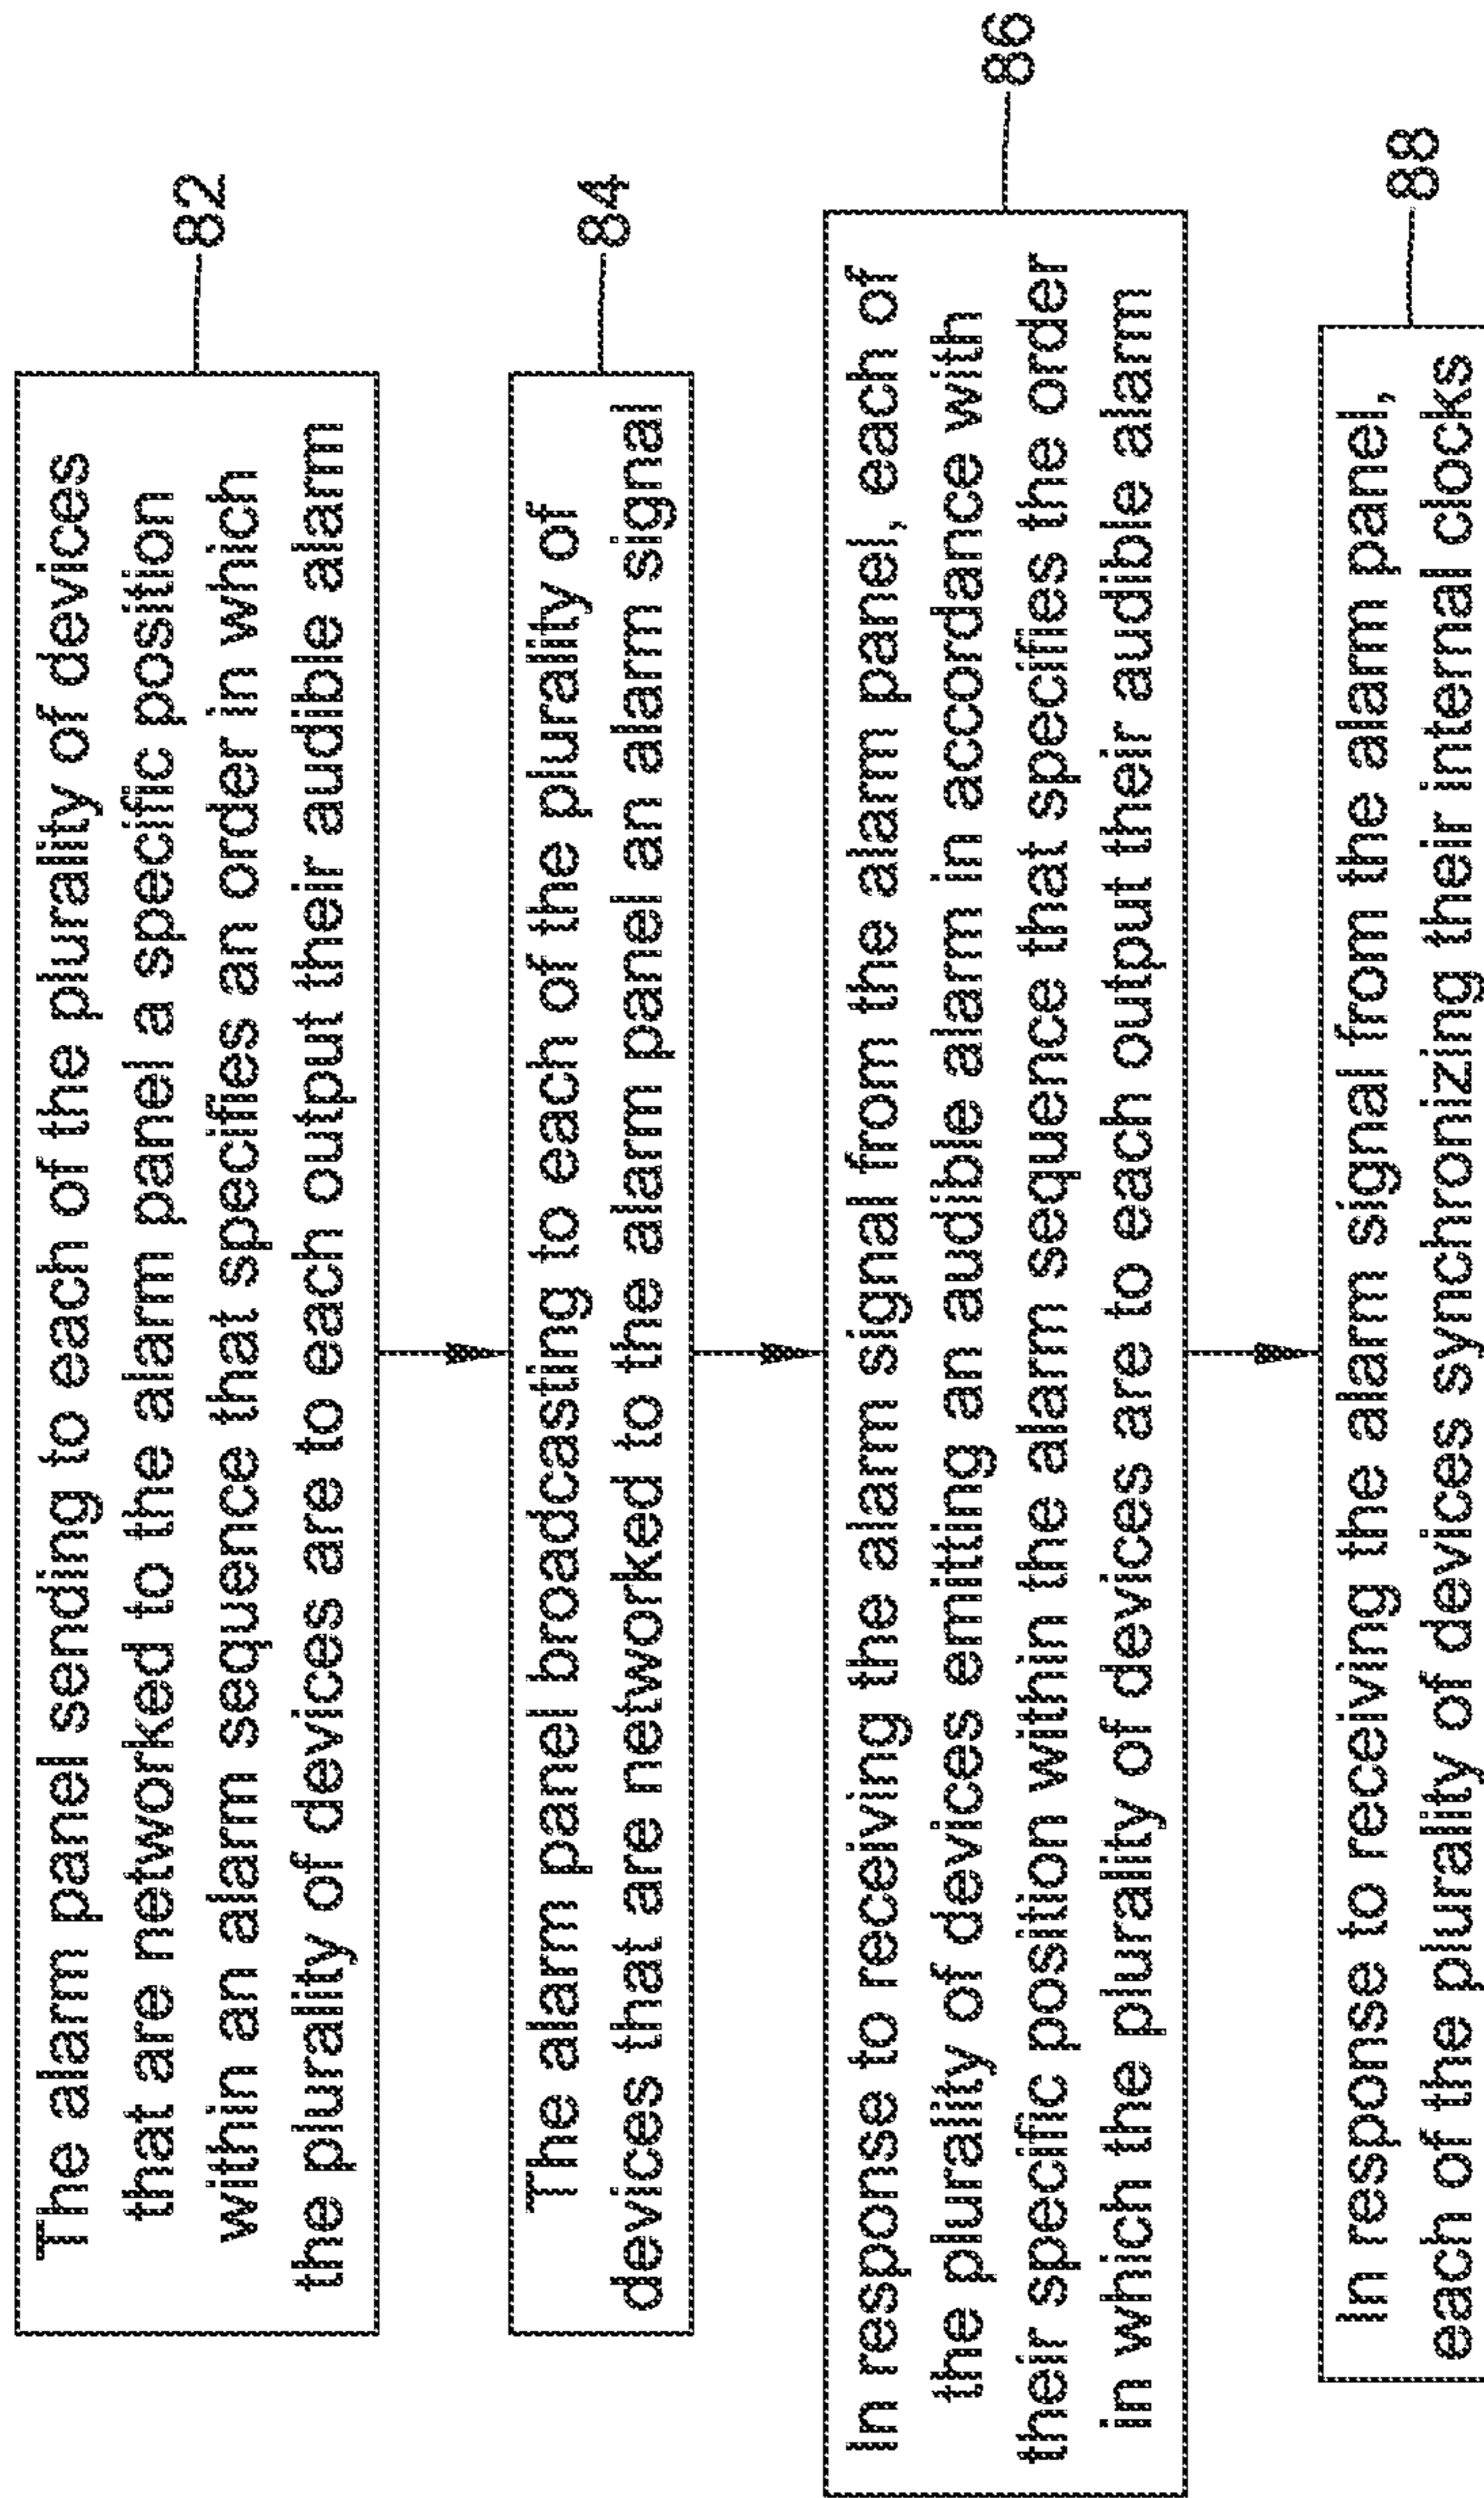 The alarm panel sending to each of the plurality of devices
that are networked to the alarm panel a specific position
within an alarm sequence that specifies an order in which
the plurality of devices are to each output their audible alarm
82
The alarm panel broadcasting to each of the plurality of
devices that are networked to the alarm panel an alarm signal
84
In response to receiving the alarm signal from the alarm panel, each of
the plurality of devices emitting an audible alarm in accordance with
their specific position within the alarm sequence that specifies the order
in which the plurality of devices are to each output their audible alarm
86
In response to receiving the alarm signal from the alarm panel,
each of the plurality of devices synchronizing their internal clocks
88